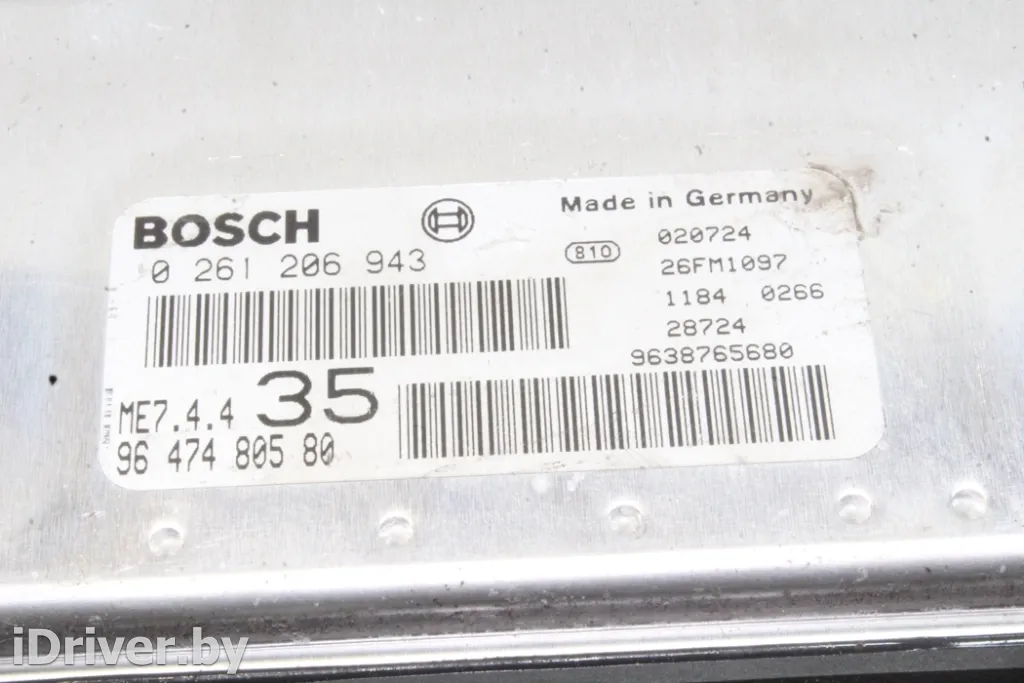 BOSCH
Made in Germany
0 261 206 943
810
020724
26FM1097
1184 0266
28724
9638765680
ME7.4.4 35
96 474 805 80
iDriver.by